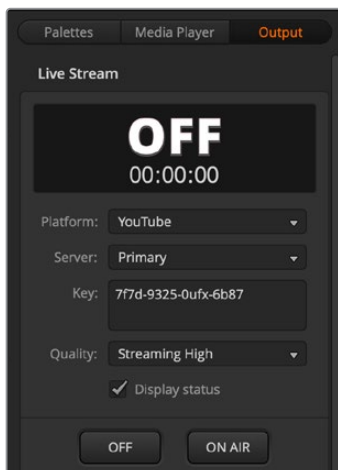 Palettes Media Player Output
Live Stream
OFF
00:00:00
Platform: YouTube
Server: Primary
Key: 7f7d-9325-0ufx-6b87
Quality: Streaming High
Display status
OFF ON AIR